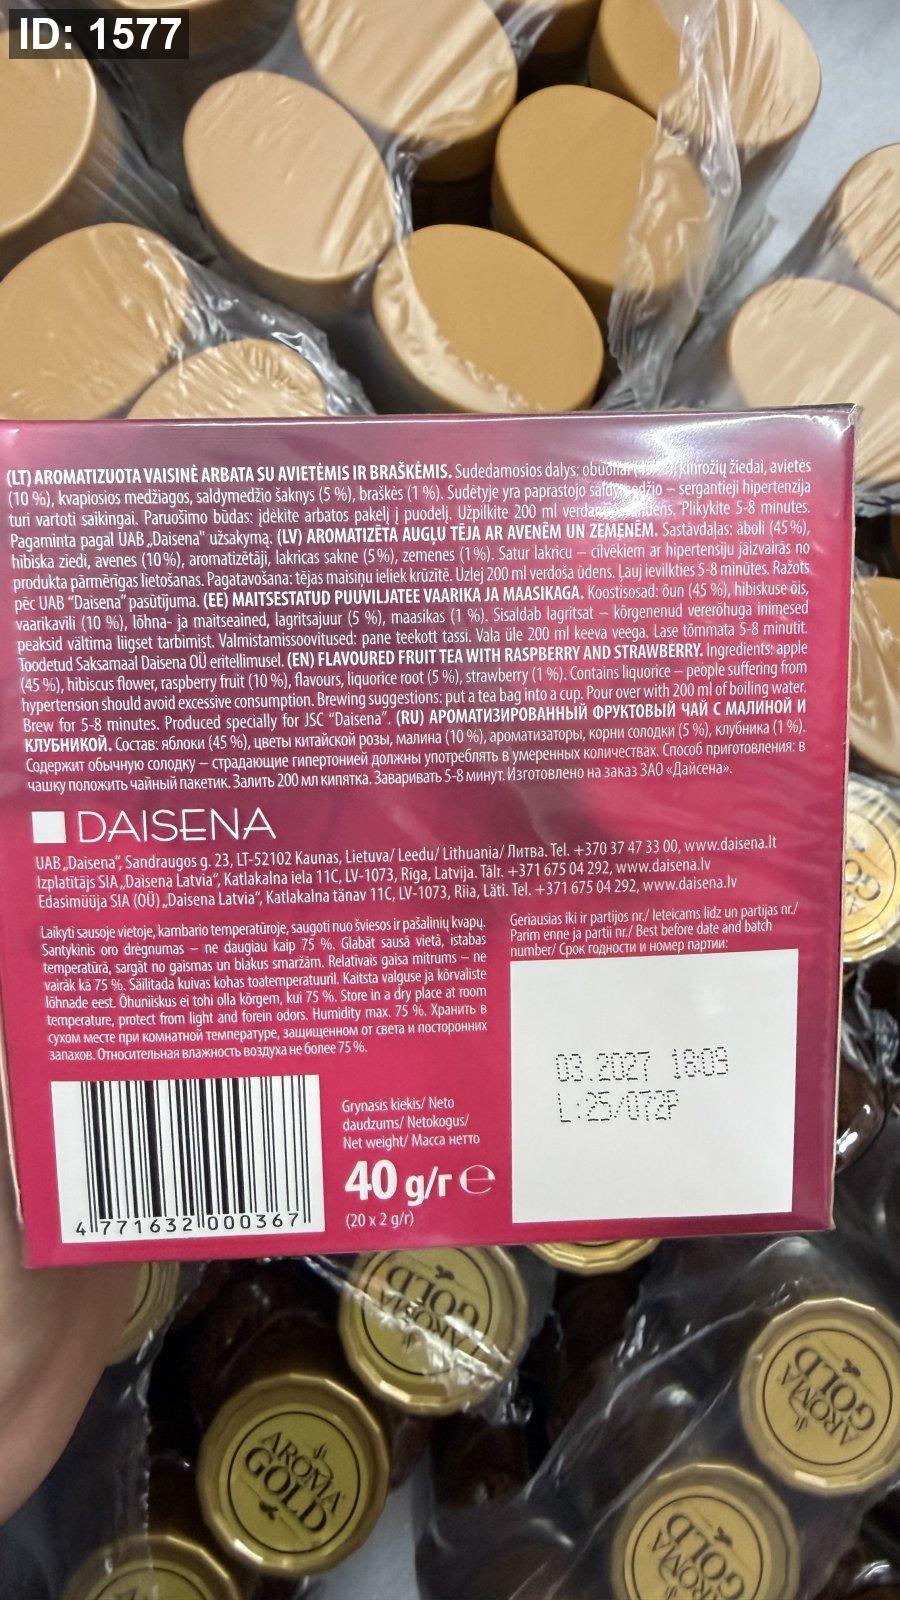 ID: 1577
(LT) AROMATIZUOTA VAISINĖ ARBATA SU AVIETĖMIS IR BRAŠKĖMIS. Sudedamosios dalys: obuoliai (45 %), kinrožių žiedai, avietės
(10 %), kvapiosios medžiagos, saldymedžio šaknys (5 %), braškės (1 %). Sudėtyje yra paprastojo saldymedžio – sergantieji hipertenzija
turi vartoti saikingai. Paruošimo būdas: įdėkite arbatos pakelį į puodelį. Užpilkite 200 ml verdančio vandens. Plikykite 5-8 minutes.
Pagaminta pagal UAB „Daisena" užsakymą. (LV) AROMATIZĒTA AUGĻU TĒJA AR AVENĒM UN ZEMENĒM. Sastāvdaļas: āboli (45 %),
hibiska ziedi, avenes (10 %), aromatizētāji, lakricas sakne (5 %), zemenes (1 %). Satur lakricu – cilvēkiem ar hipertensiju jāizvairās no
produkta pārmērīgas lietošanas. Pagatavošana: tējas maisiņu ieliek krūzītē. Uzlej 200 ml verdoša ūdens. Ļauj ievilkties 5-8 minūtes. Ražots
pēc UAB "Daisena" pasūtījuma. (EE) MAITSESTATUD PUUVILJATEE VAARIKA JA MAASIKAGA. Koostisosad: õun (45 %), hibiskuse õis,
vaarikavili (10 %), lõhna- ja maitseained, lagritsajuur (5 %), maasikas (1 %). Sisaldab lagritsat – kõrgenenud vererõhuga inimesed
peaksid vältima liigset tarbimist. Valmistamissoovitused: pane teekott tassi. Vala üle 200 ml keeva veega. Lase tõmmata 5-8 minutit.
Toodetud Saksamaal Daisena OÜ eritellimusel. (EN) FLAVOURED FRUIT TEA WITH RASPBERRY AND STRAWBERRY. Ingredients: apple
(45 %), hibiscus flower, raspberry fruit (10 %), flavours, liquorice root (5 %), strawberry (1 %). Contains liquorice – people suffering from
hypertension should avoid excessive consumption. Brewing suggestions: put a tea bag into a cup. Pour over with 200 ml of boiling water.
Brew for 5-8 minutes. Produced specially for JSC "Daisena". (RU) АРОМАТИЗИРОВАННЫЙ ФРУКТОВЫЙ ЧАЙ С МАЛИНОЙ И
КЛУБНИКОЙ. Состав: яблоки (45 %), цветы китайской розы, малина (10 %), ароматизаторы, корни солодки (5 %), клубника (1 %).
Содержит обычную солодку – страдающие гипертонией должны употреблять в умеренных количествах. Способ приготовления: в
чашку положить чайный пакетик. Залить 200 мл кипятка. Заваривать 5-8 минут. Изготовлено на заказ ЗАО «Дайсена».
DAISENA
UAB „Daisena", Sandraugos g. 23, LT-52102 Kaunas, Lietuva/ Leedu/ Lithuania/ Литва. Tel. +370 37 47 33 00, www.daisena.lt
Izplatītājs SIA „Daisena Latvia", Katlakalna iela 11C, LV-1073, Rīga, Latvija. Tālr. +371 675 04 292, www.daisena.lv
Edasimüüja SIA (OÜ) „Daisena Latvia", Katlakalna tänav 11C, LV-1073, Riia, Läti. Tel. +371 675 04 292, www.daisena.lv
Laikyti sausoje vietoje, kambario temperatūroje, saugoti nuo šviesos ir pašalinių kvapų.
Santykinis oro drėgnumas – ne daugiau kaip 75 %. Glabāt sausā vietā, istabas
temperatūrā, sargāt no gaismas un blakus smaržām. Relatīvais gaisa mitrums – ne
vairāk kā 75 %. Säilitada kuivas kohas toatemperatuuril. Kaitsta valguse ja kõrvaliste
lõhnade eest. Õhuniiskus ei tohi olla kõrgem, kui 75 %. Store in a dry place at room
temperature, protect from light and forein odors. Humidity max. 75 %. Хранить в
сухом месте при комнатной температуре, защищенном от света и посторонних
запахов. Относительная влажность воздуха не более 75 %.
Geriausias iki ir partijos nr./ Ieteicams līdz un partijas nr./
Parim enne ja partii nr./ Best before date and batch
number/ Срок годности и номер партии:
03.2027 18:09
L:25/072P
Grynasis kiekis/ Neto
daudzums/ Netokogus/
Net weight/ Масса нетто
40 g/г e
(20 x 2 g/г)
4 771632 000367
AROMA
GOLD
AROMA
GOLD
AROMA
GOLD
AROMA
GOLD